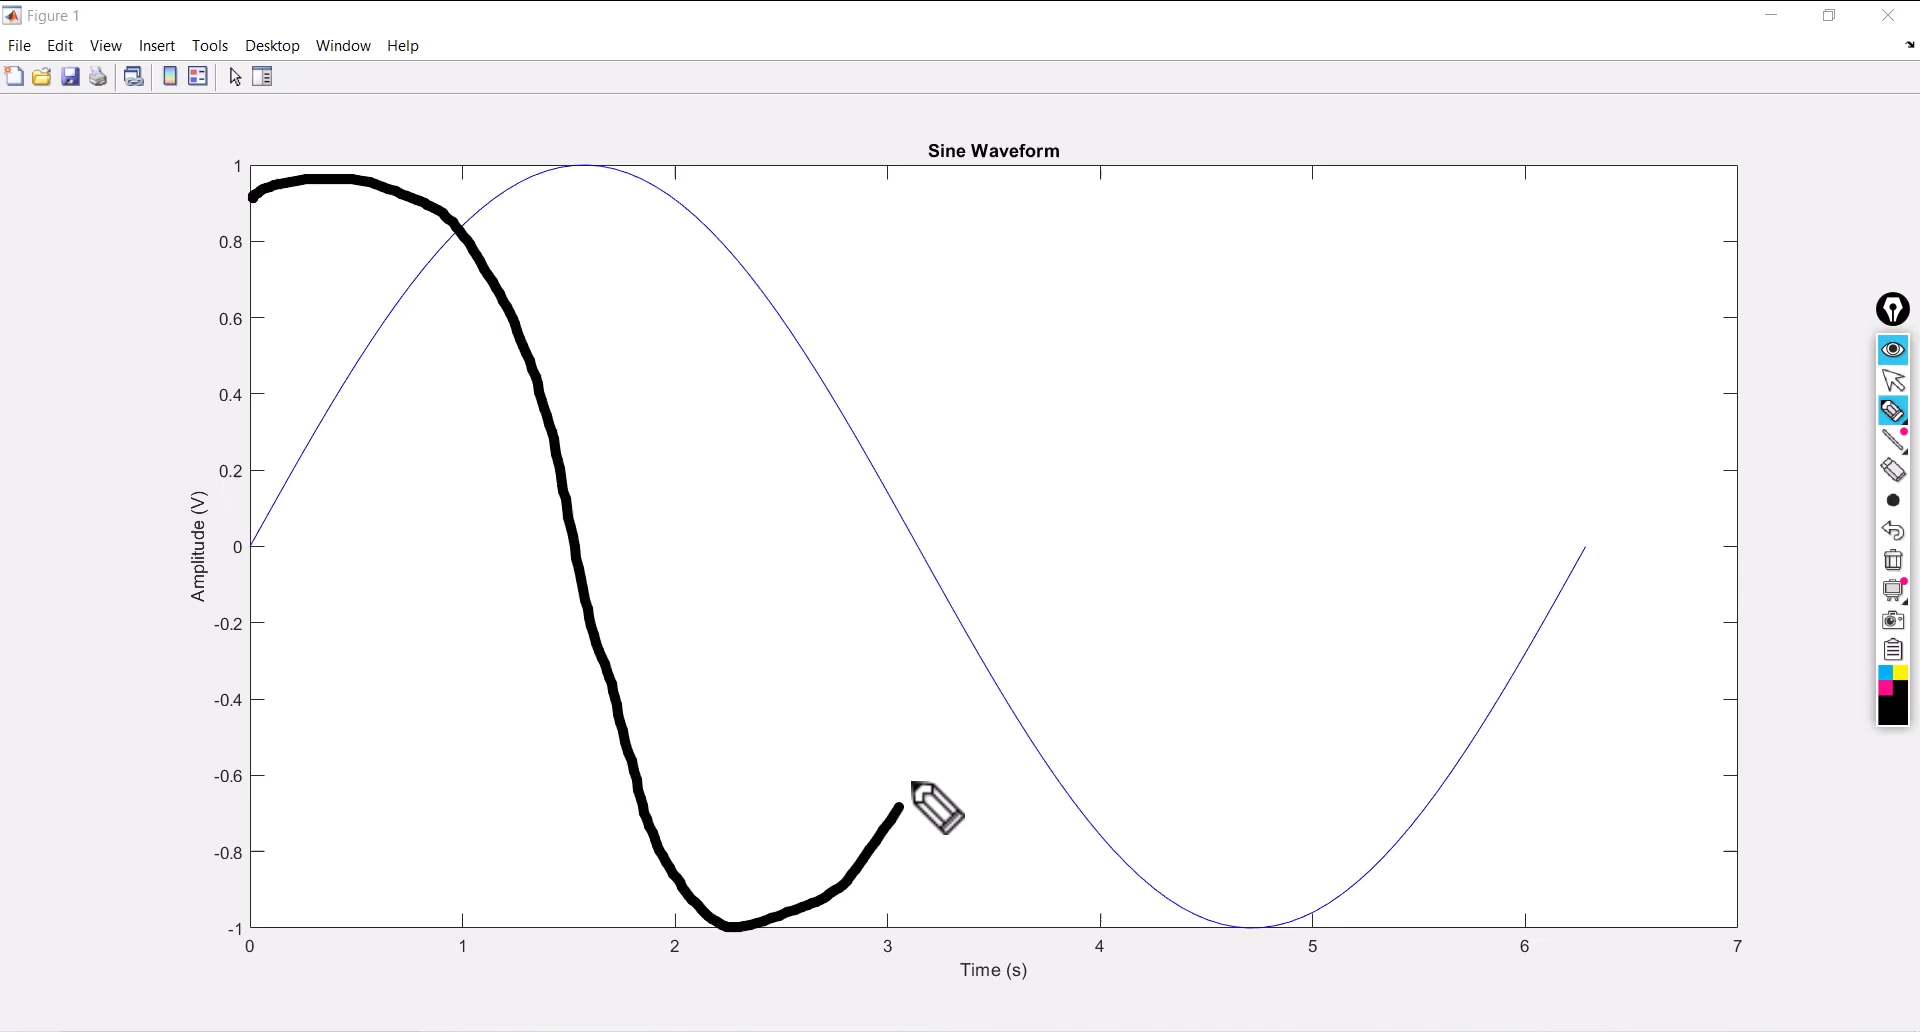 Figure 1
File Edit View Insert Tools Desktop Window Help
Sine Waveform
1
0.8
0.6
0.4
0.2
0
-0.2
-0.4
-0.6
-0.8
-1
Amplitude (V)
0 1 2 3 4 5 6 7
Time (s)